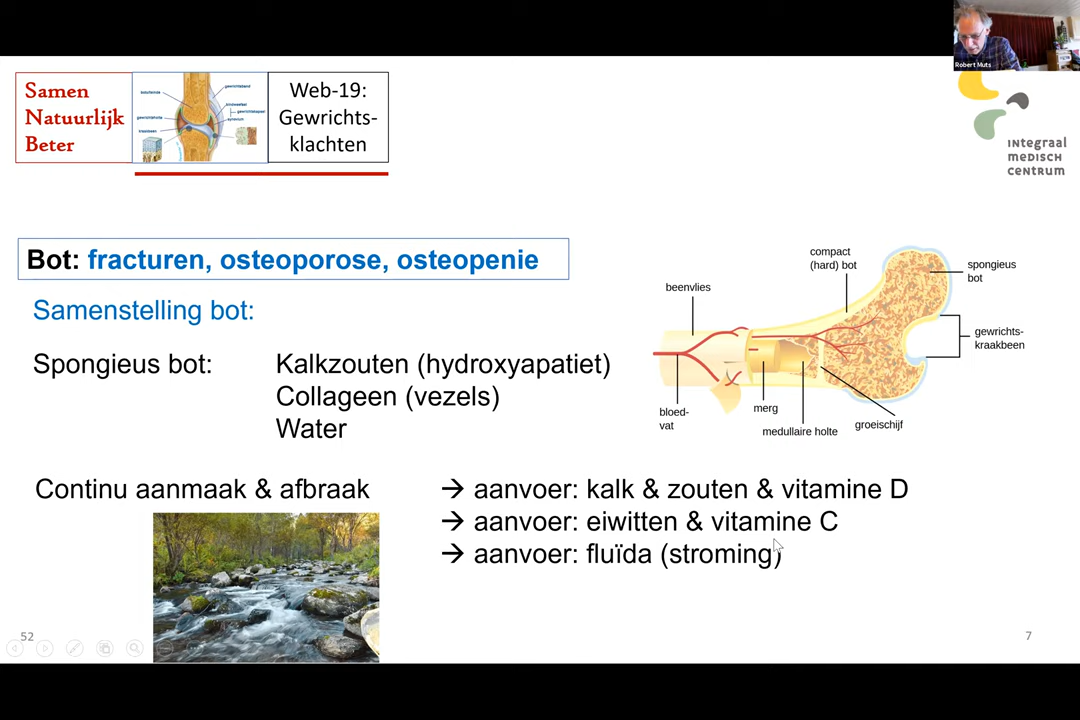 Robert Muts
Samen
Natuurlijk
Beter
Web-19:
Gewrichts-
klachten
integraal
medisch
centrum
Bot: fracturen, osteoporose, osteopenie
Samenstelling bot:
Spongieus bot: Kalkzouten (hydroxyapatiet)
Collageen (vezels)
Water
compact
(hard) bot
spongieus
bot
beenvlies
gewrichts-
kraakbeen
bloed-
vat
merg
medullaire holte
groeischijf
Continu aanmaak & afbraak
→ aanvoer: kalk & zouten & vitamine D
→ aanvoer: eiwitten & vitamine C
→ aanvoer: fluïda (stroming)
52
7